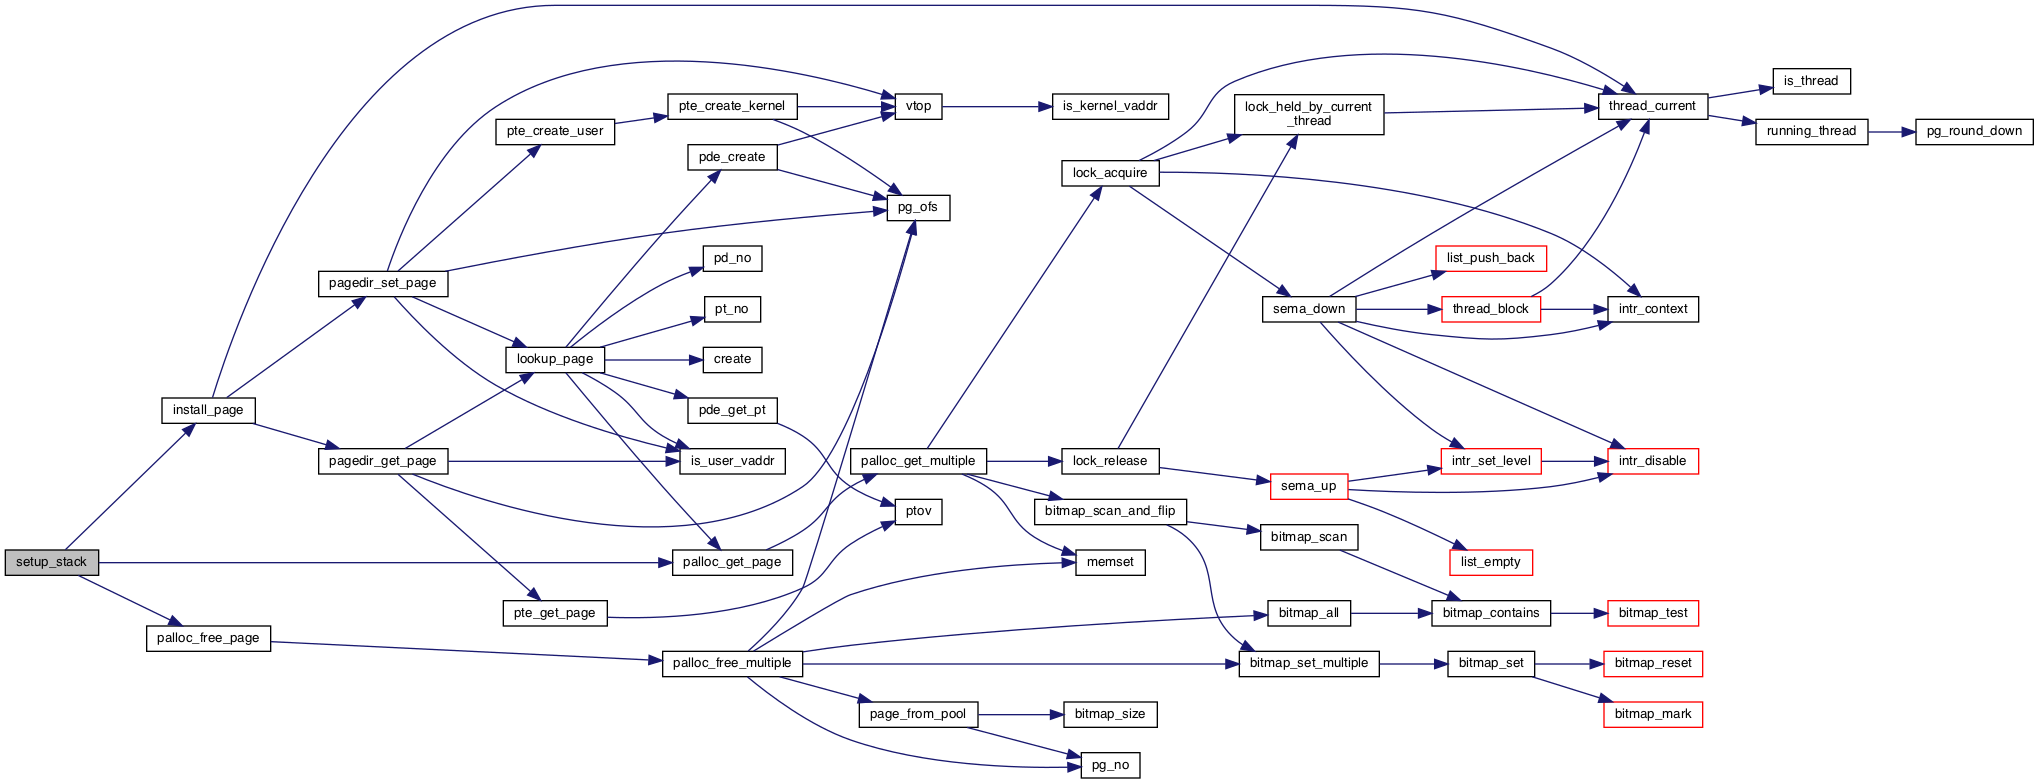 is_thread
pte_create_kernel
vtop
is_kernel_vaddr
lock_held_by_current
_thread
thread_current
pte_create_user
running_thread
pg_round_down
pde_create
lock_acquire
pg_ofs
pd_no
list_push_back
pagedir_set_page
pt_no
sema_down
thread_block
intr_context
lookup_page
create
install_page
pde_get_pt
pagedir_get_page
is_user_vaddr
palloc_get_multiple
lock_release
intr_set_level
intr_disable
sema_up
ptov
bitmap_scan_and_flip
bitmap_scan
setup_stack
palloc_get_page
memset
list_empty
pte_get_page
bitmap_all
bitmap_contains
bitmap_test
palloc_free_page
palloc_free_multiple
bitmap_set_multiple
bitmap_set
bitmap_reset
page_from_pool
bitmap_size
bitmap_mark
pg_no